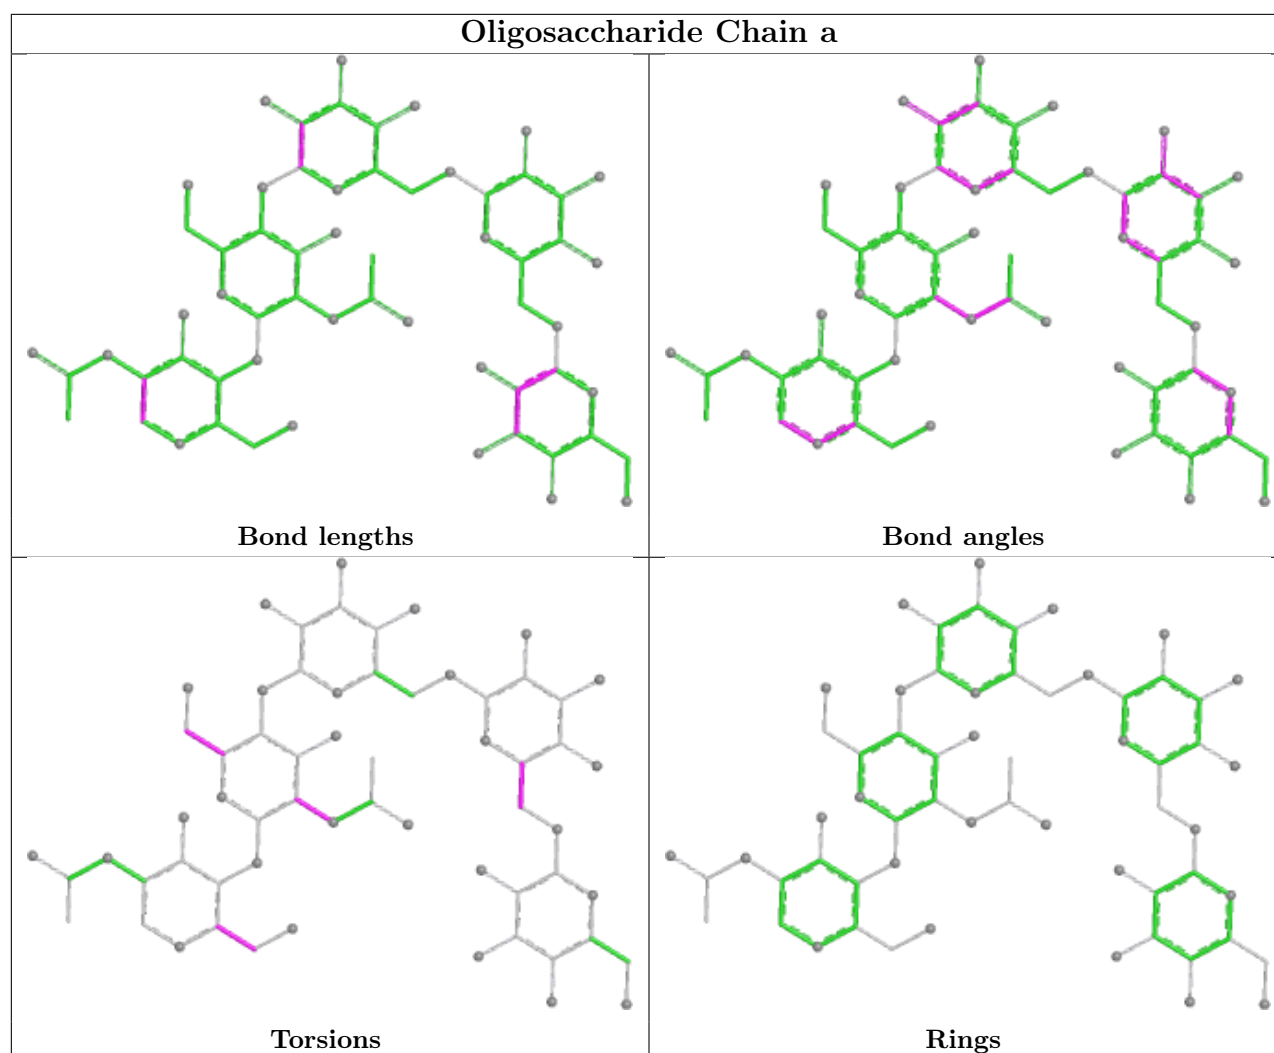 Oligosaccharide Chain a
Bond lengths
Bond angles
Torsions
Rings